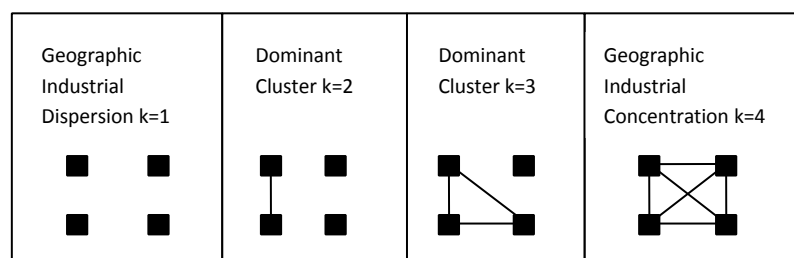 Geographic
Industrial
Dispersion k=1
Dominant
Cluster k=2
Dominant
Cluster k=3
Geographic
Industrial
Concentration k=4